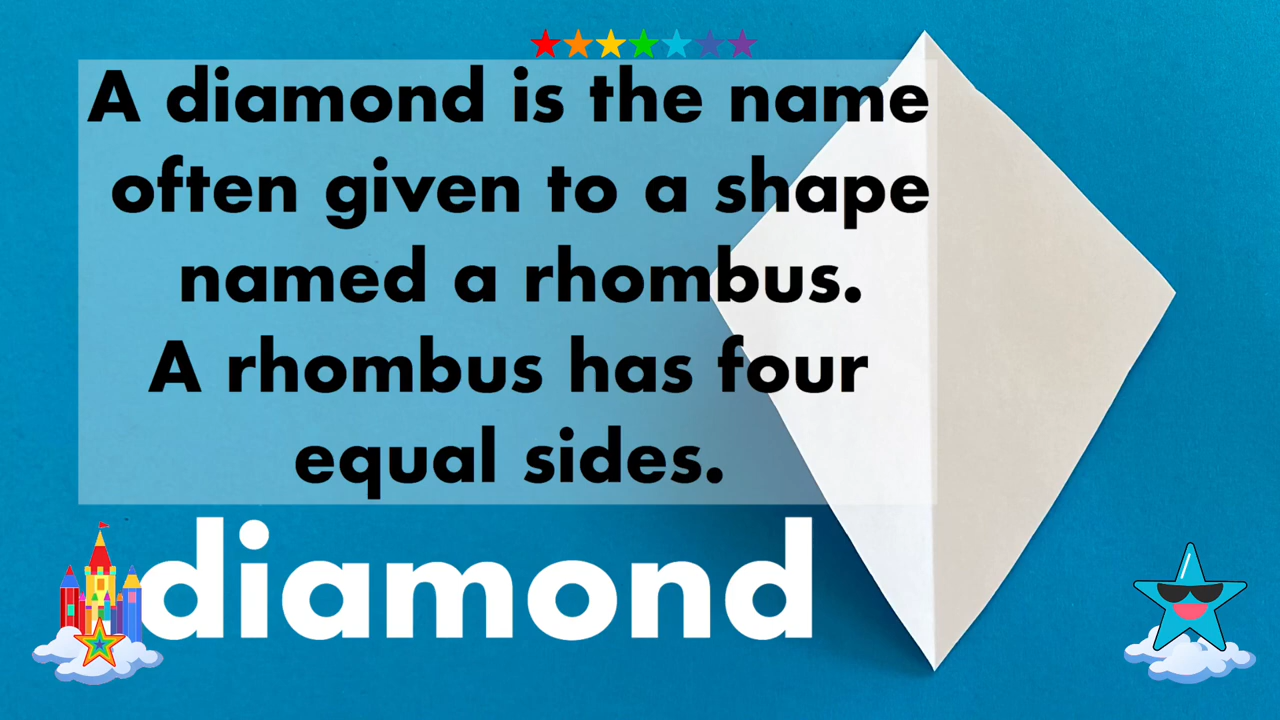 A diamond is the name
often given to a shape
named a rhombus.
A rhombus has four
equal sides.
diamond